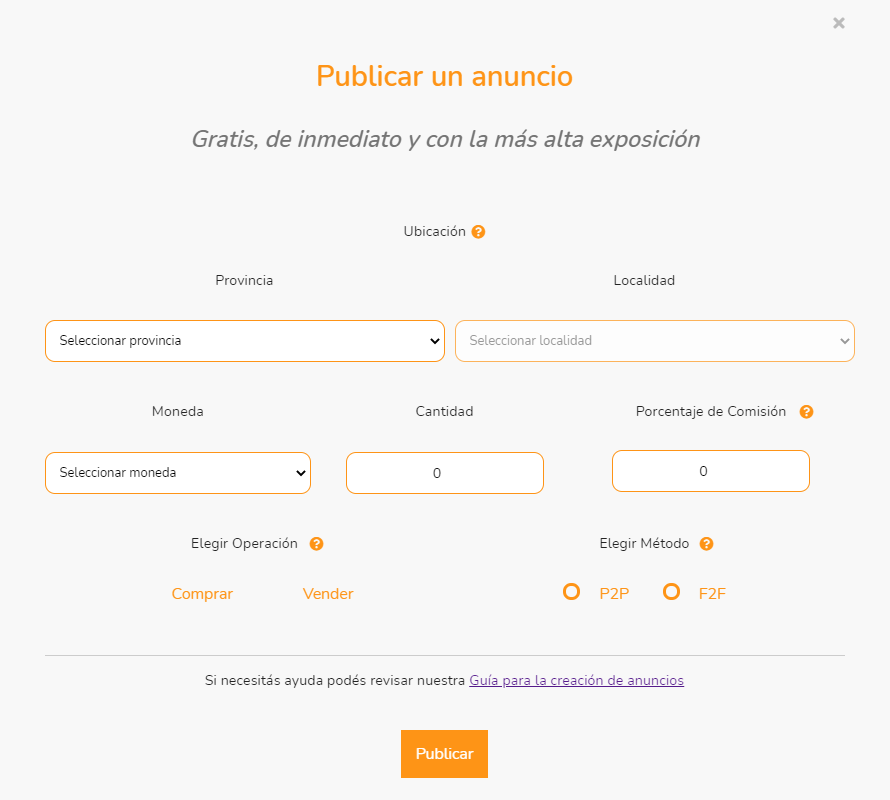 Publicar un anuncio
Gratis, de inmediato y con la más alta exposición
Ubicación ?
Provincia Localidad
Seleccionar provincia Seleccionar localidad
Moneda Cantidad Porcentaje de Comisión ?
Seleccionar moneda 0 0
Elegir Operación ? Elegir Método ?
Comprar Vender P2P F2F
Si necesitás ayuda podés revisar nuestra Guía para la creación de anuncios
Publicar